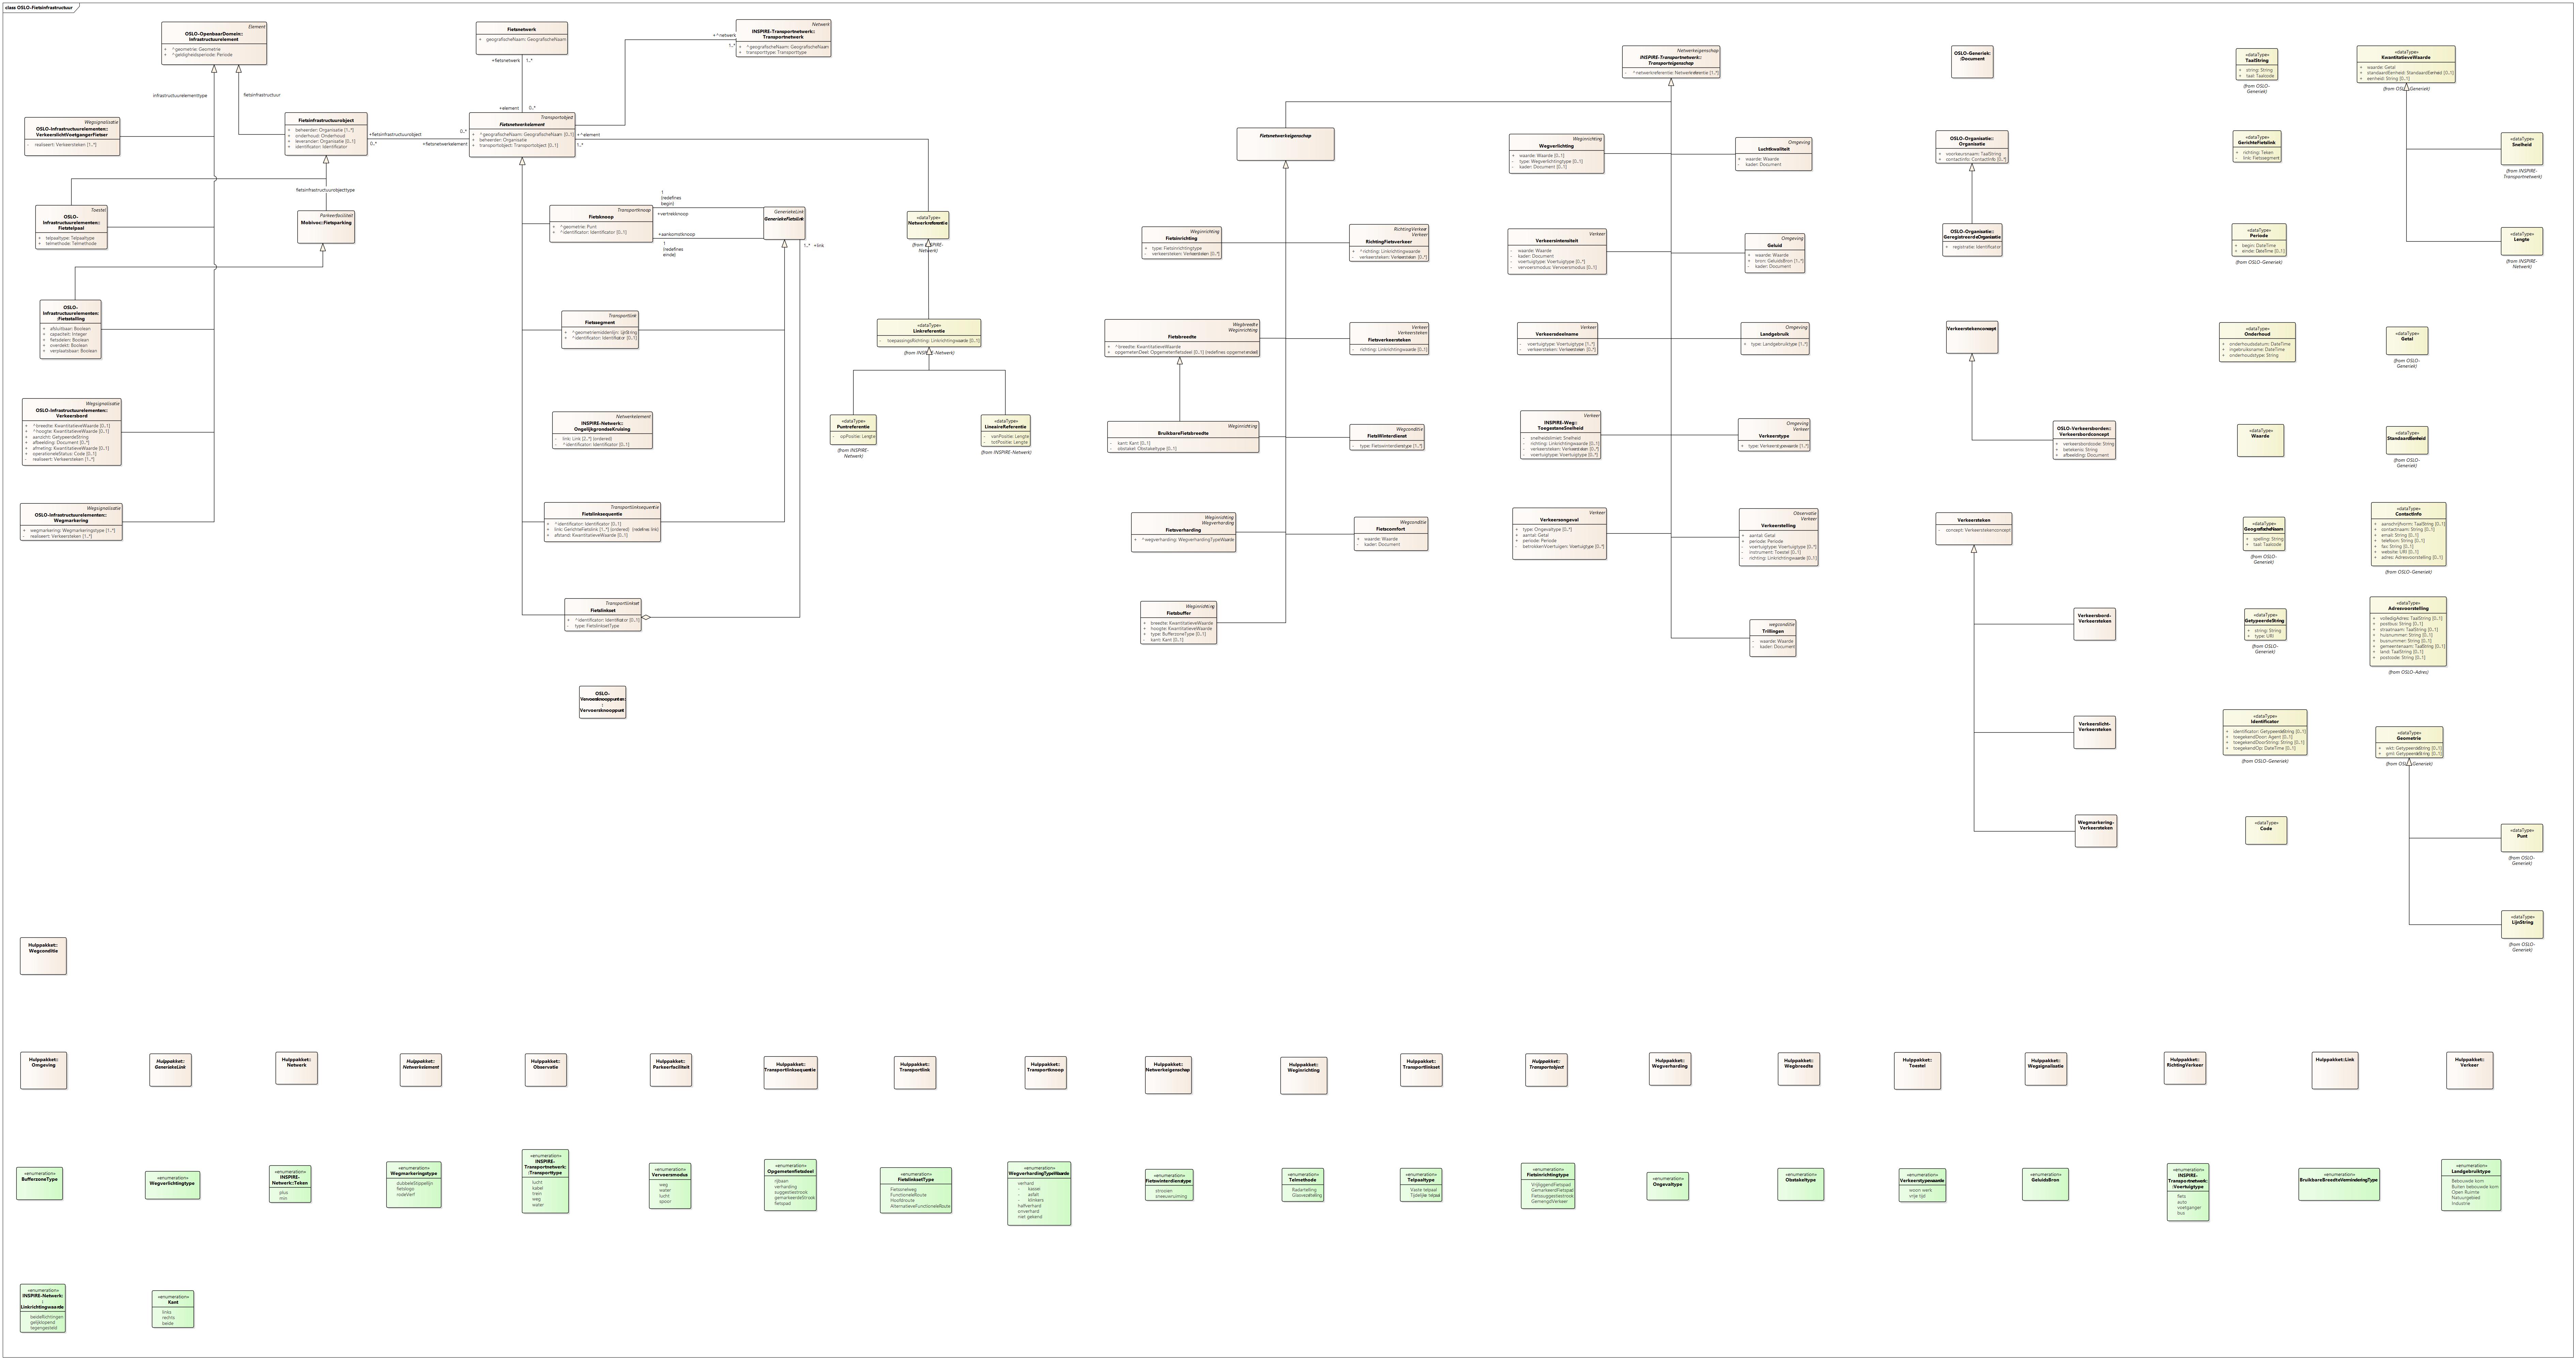 class OSLO-Fietsinfrastructuur
Element
OSLO-OpenbaarDomein::
Infrastructuurelement
+ ^geometrie: Geometrie
+ ^geldigheidsperiode: Periode
Fietsnetwerk
+ geografischeNaam: GeografischeNaam
+fietsnetwerk 1..*
+element 0..*
Netwerk
INSPIRE-Transportnetwerk::
Transportnetwerk
+ ^geografischeNaam: GeografischeNaam
+ transporttype: Transporttype
+^netwerk
1..*
infrastructuurelementtype
fietsinfrastructuur
Wegsignalisatie
OSLO-Infrastructuurelementen::
VerkeerslichtVoetgangerFietser
- realiseert: Verkeersteken [1..*]
Fietsinfrastructuurobject
+ beheerder: Organisatie [1..*]
+ onderhoud: Onderhoud
+ leverancier: Organisatie [0..1]
+ identificator: Identificator
+fietsinfrastructuurobject
0..*
0..*
+fietsnetwerkelement
Transportobject
Fietsnetwerkelement
+ ^geografischeNaam: GeografischeNaam [0..1]
+ beheerder: Organisatie
+ transportobject: Transportobject [0..1]
+^element
1..*
fietsinfrastructuurobjecttype
Toestel
OSLO-
Infrastructuurelementen::
Fietstelpaal
+ telpaaltype: Telpaaltype
+ telmethode: Telmethode
Parkeerfaciliteit
Mobivoc::Fietsparking
OSLO-
Infrastructuurelementen:
:Fietsstalling
+ afsluitbaar: Boolean
+ capaciteit: Integer
+ fietsdelen: Boolean
+ overdekt: Boolean
+ verplaatsbaar: Boolean
Wegsignalisatie
OSLO-Infrastructuurelementen::
Verkeersbord
+ ^breedte: KwantitatieveWaarde [0..1]
+ ^hoogte: KwantitatieveWaarde [0..1]
+ aanzicht: GetypeerdeString
+ afbeelding: Document [0..*]
+ afmeting: KwantitatieveWaarde [0..1]
+ operationeleStatus: Code [0..1]
- realiseert: Verkeersteken [1..*]
Wegsignalisatie
OSLO-Infrastructuurelementen::
Wegmarkering
+ wegmarkering: Wegmarkeringstype [1..*]
- realiseert: Verkeersteken [1..*]
Transportknoop
Fietsknoop
+ ^geometrie: Punt
+ ^identificator: Identificator [0..1]
1
{redefines
begin}
+vertrekknoop
+aankomstknoop
1
{redefines
einde}
GeneriekeLink
GeneriekeFietslink
1..* +link
Transportlink
Fietssegment
+ ^geometriemiddenlijn: LijnString
+ ^identificator: Identificator [0..1]
Netwerkelement
INSPIRE-Netwerk::
OngelijkgrondseKruising
- link: Link [2..*] {ordered}
- ^identificator: Identificator [0..1]
Transportlinksequentie
Fietslinksequentie
+ ^identificator: Identificator [0..1]
+ link: GerichteFietslink [1..*] {ordered} {redefines link}
+ afstand: KwantitatieveWaarde [0..1]
Transportlinkset
Fietslinkset
+ ^identificator: Identificator [0..1]
- type: FietslinksetType
OSLO-
Vervoersknooppunten:
:
Vervoersknooppunt
«dataType»
Netwerkreferentie
«dataType»
Linkreferentie
+ toepassingsRichting: Linkrichtingwaarde [0..1]
(from INSPIRE-Netwerk)
«dataType»
Puntreferentie
- opPositie: Lengte
(from INSPIRE-
Netwerk)
«dataType»
LineaireReferentie
- vanPositie: Lengte
- totPositie: Lengte
(from INSPIRE-Netwerk)
Netwerkeigenschap
INSPIRE-Transportnetwerk::
Transporteigenschap
- ^netwerkreferentie: Netwerkreferentie [1..*]
Fietsnetwerkeigenschap
Weginrichting
Fietsinrichting
+ type: Fietsinrichtingtype
- verkeersteken: Verkeersteken [0..*]
RichtingVerkeer
Verkeer
RichtingFietsverkeer
+ ^richting: Linkrichtingwaarde
- verkeersteken: Verkeersteken [0..*]
Wegbreedte
Weginrichting
Fietsbreedte
+ ^breedte: KwantitatieveWaarde
+ opgemetenDeel: Opgemetenfietsdeel [0..1] {redefines opgemetendeel}
Verkeer
Verkeersteken
Fietsverkeersteken
- richting: Linkrichtingwaarde [0..1]
Weginrichting
BruikbareFietsbreedte
- kant: Kant [0..1]
- obstakel: Obstakeltype [0..1]
Wegconditie
FietsWinterdienst
- type: Fietswinterdienstype [1..*]
Weginrichting
Wegverharding
Fietsverharding
+ ^wegverharding: WegverhardingTypeWaarde
Wegconditie
Fietscomfort
+ waarde: Waarde
- kader: Document
Weginrichting
Fietsbuffer
+ breedte: KwantitatieveWaarde
+ hoogte: KwantitatieveWaarde
+ type: BufferzoneType [0..1]
- kant: Kant [0..1]
Weginrichting
Wegverlichting
+ waarde: Waarde [0..1]
- type: Wegverlichtingtype [0..1]
- kader: Document [0..1]
Omgeving
Luchtkwaliteit
+ waarde: Waarde
- kader: Document
Verkeer
Verkeersintensiteit
- waarde: Waarde
- kader: Document
- voertuigtype: Voertuigtype [0..*]
- vervoersmodus: Vervoersmodus [0..1]
Omgeving
Geluid
+ waarde: Waarde
+ bron: GeluidsBron [1..*]
- kader: Document
Verkeer
Verkeersdeelname
- voertuigtype: Voertuigtype [1..*]
- verkeersteken: Verkeersteken [0..*]
Omgeving
Landgebruik
+ type: Landgebruiktype [1..*]
Verkeer
INSPIRE-Weg::
ToegestaneSnelheid
- snelheidslimiet: Snelheid
- richting: Linkrichtingwaarde [0..1]
- verkeersteken: Verkeersteken [0..*]
- voertuigtype: Voertuigtype [0..*]
Omgeving
Verkeer
Verkeerstype
+ type: Verkeerstypewaarde [1..*]
Verkeer
Verkeersongeval
+ type: Ongevaltype [0..*]
+ aantal: Getal
+ periode: Periode
- betrokkenVoertuigen: Voertuigtype [0..*]
Observatie
Verkeer
Verkeerstelling
+ aantal: Getal
+ periode: Periode
- voertuigtype: Voertuigtype [0..*]
- instrument: Toestel [0..1]
- richting: Linkrichtingwaarde [0..1]
wegconditie
Trillingen
- waarde: Waarde
- kader: Document
OSLO-Generiek:
:Document
OSLO-Organisatie::
Organisatie
+ voorkeursnaam: TaalString
+ contactinfo: ContactInfo [0..*]
OSLO-Organisatie::
GeregistreerdeOrganisatie
+ registratie: Identificator
Verkeerstekenconcept
OSLO-Verkeersborden::
Verkeersbordconcept
+ verkeersbordcode: String
+ betekenis: String
+ afbeelding: Document
Verkeersteken
- concept: Verkeerstekenconcept
Verkeersbord-
Verkeersteken
Verkeerslicht-
Verkeersteken
Wegmarkering-
Verkeersteken
«dataType»
TaalString
+ string: String
+ taal: Taalcode
(from OSLO-
Generiek)
«dataType»
GerichteFietslink
+ richting: Teken
- link: Fietssegment
«dataType»
Periode
+ begin: DateTime
+ einde: DateTime [0..1]
(from OSLO-Generiek)
«dataType»
Onderhoud
+ onderhoudsdatum: DateTime
+ ingebruikname: DateTime
+ onderhoudstype: String
«dataType»
Waarde
«dataType»
GeografischeNaam
+ spelling: String
+ taal: Taalcode
(from OSLO-
Generiek)
«dataType»
GetypeerdeString
+ string: String
+ type: URI
(from OSLO-
Generiek)
«dataType»
Identificator
+ identificator: GetypeerdeString [0..1]
+ toegekendDoor: Agent [0..1]
+ toegekendDoorString: String [0..1]
+ toegekendOp: DateTime [0..1]
(from OSLO-Generiek)
«dataType»
Code
«dataType»
KwantitatieveWaarde
+ waarde: Getal
+ standaardEenheid: StandaardEenheid [0..1]
+ eenheid: String [0..1]
«dataType»
Snelheid
(from INSPIRE-
Transportnetwerk)
«dataType»
Lengte
(from INSPIRE-
Netwerk)
«dataType»
Getal
(from OSLO-
Generiek)
«dataType»
StandaardEenheid
(from OSLO-
Generiek)
«dataType»
ContactInfo
+ aanschrijfvorm: TaalString [0..1]
+ contactnaam: String [0..1]
+ email: String [0..1]
+ telefoon: String [0..1]
+ fax: String [0..1]
+ website: URI [0..1]
+ adres: Adresvoorstelling [0..1]
(from OSLO-Generiek)
«dataType»
Adresvoorstelling
+ volledigAdres: TaalString [0..1]
+ postbus: String [0..1]
+ straatnaam: TaalString [0..1]
+ huisnummer: String [0..1]
+ busnummer: String [0..1]
+ gemeentenaam: TaalString [0..1]
+ land: TaalString [0..1]
+ postcode: String [0..1]
(from OSLO-Adres)
«dataType»
Geometrie
+ wkt: GetypeerdeString [0..1]
+ gml: GetypeerdeString [0..1]
«dataType»
Punt
(from OSLO-
Generiek)
«dataType»
LijnString
(from OSLO-
Generiek)
Hulppakket::
Wegconditie
Hulppakket::
Omgeving
Hulppakket::
GeneriekeLink
Hulppakket::
Netwerk
Hulppakket::
Netwerkelement
Hulppakket::
Observatie
Hulppakket::
Parkeerfaciliteit
Hulppakket::
Transportlinksequentie
Hulppakket::
Transportlink
Hulppakket::
Transportknoop
Hulppakket::
Netwerkeigenschap
Hulppakket::
Weginrichting
Hulppakket::
Transportlinkset
Hulppakket::
Transportobject
Hulppakket::
Wegverharding
Hulppakket::
Wegbreedte
Hulppakket::
Toestel
Hulppakket::
Wegsignalisatie
Hulppakket::
RichtingVerkeer
Hulppakket::Link
Hulppakket::
Verkeer
«enumeration»
BufferzoneType
«enumeration»
Wegverlichtingtype
«enumeration»
INSPIRE-
Netwerk::Teken
plus
min
«enumeration»
Wegmarkeringstype
dubbeleStippellijn
fietslogo
rodeVerf
«enumeration»
INSPIRE-
Transportnetwerk:
:Transporttype
lucht
kabel
trein
weg
water
«enumeration»
Vervoersmodus
weg
water
lucht
spoor
«enumeration»
Opgemetenfietsdeel
rijbaan
verharding
suggestiestrook
gemarkeerdeStrook
fietspad
«enumeration»
FietslinksetType
Fietssnelweg
FunctioneleRoute
Hoofdroute
AlternatieveFunctioneleRoute
«enumeration»
WegverhardingTypeWaarde
verhard
- kassei
- asfalt
- klinkers
halfverhard
onverhard
niet gekend
«enumeration»
Fietswinterdienstype
strooien
sneeuwruiming
«enumeration»
Telmethode
Radartelling
Glasvezeltelling
«enumeration»
Telpaaltype
Vaste telpaal
Tijdelijke telpaal
«enumeration»
Fietsinrichtingtype
VrijliggendFietspad
GemarkeerdFietspad
Fietssuggestiestrook
GemengdVerkeer
«enumeration»
Ongevaltype
«enumeration»
Obstakeltype
«enumeration»
Verkeerstypewaarde
woon werk
vrije tijd
«enumeration»
GeluidsBron
«enumeration»
INSPIRE-
Transportnetwerk:
:Voertuigtype
fiets
auto
voetganger
bus
«enumeration»
BruikbareBreedteVerminderingType
«enumeration»
Landgebruiktype
Bebouwde kom
Buiten bebouwde kom
Open Ruimte
Natuurgebied
Industrie
«enumeration»
INSPIRE-Netwerk:
:
Linkrichtingwaarde
beideRichtingen
gelijklopend
tegengesteld
«enumeration»
Kant
links
rechts
beide